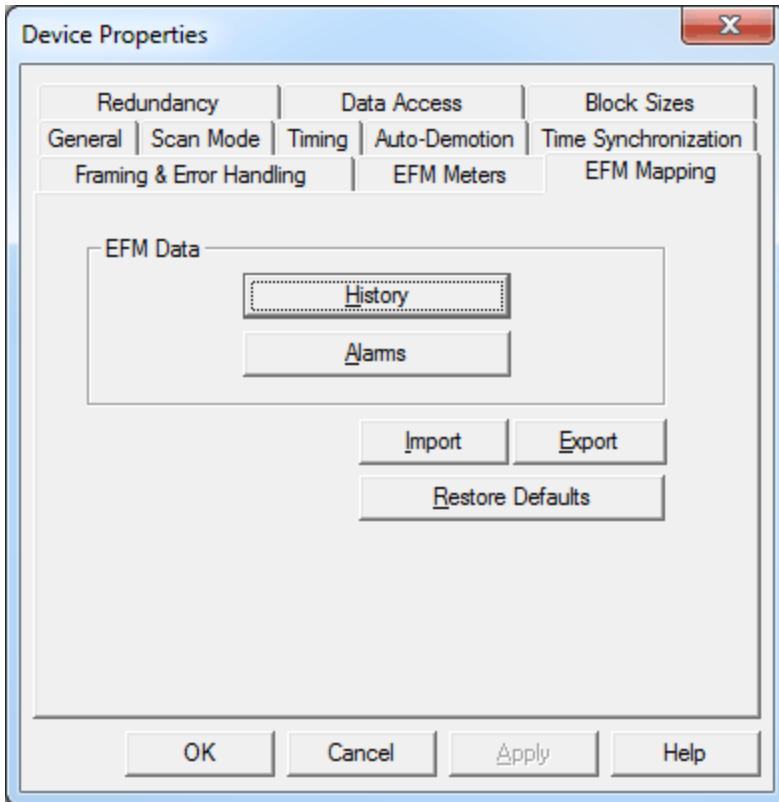 Device Properties
Redundancy Data Access Block Sizes
General Scan Mode Timing Auto-Demotion Time Synchronization
Framing & Error Handling EFM Meters EFM Mapping
EFM Data
History
Alarms
Import Export
Restore Defaults
OK Cancel Apply Help